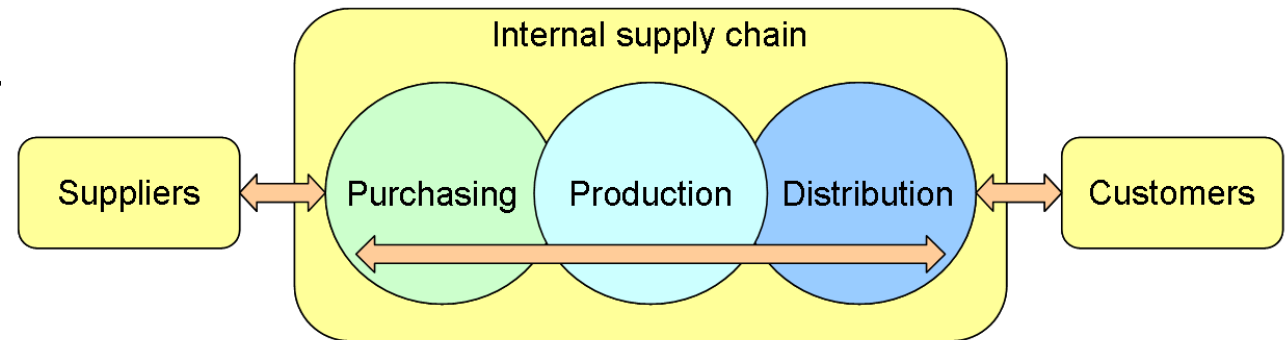 Internal supply chain
Suppliers
Purchasing
Production
Distribution
Customers